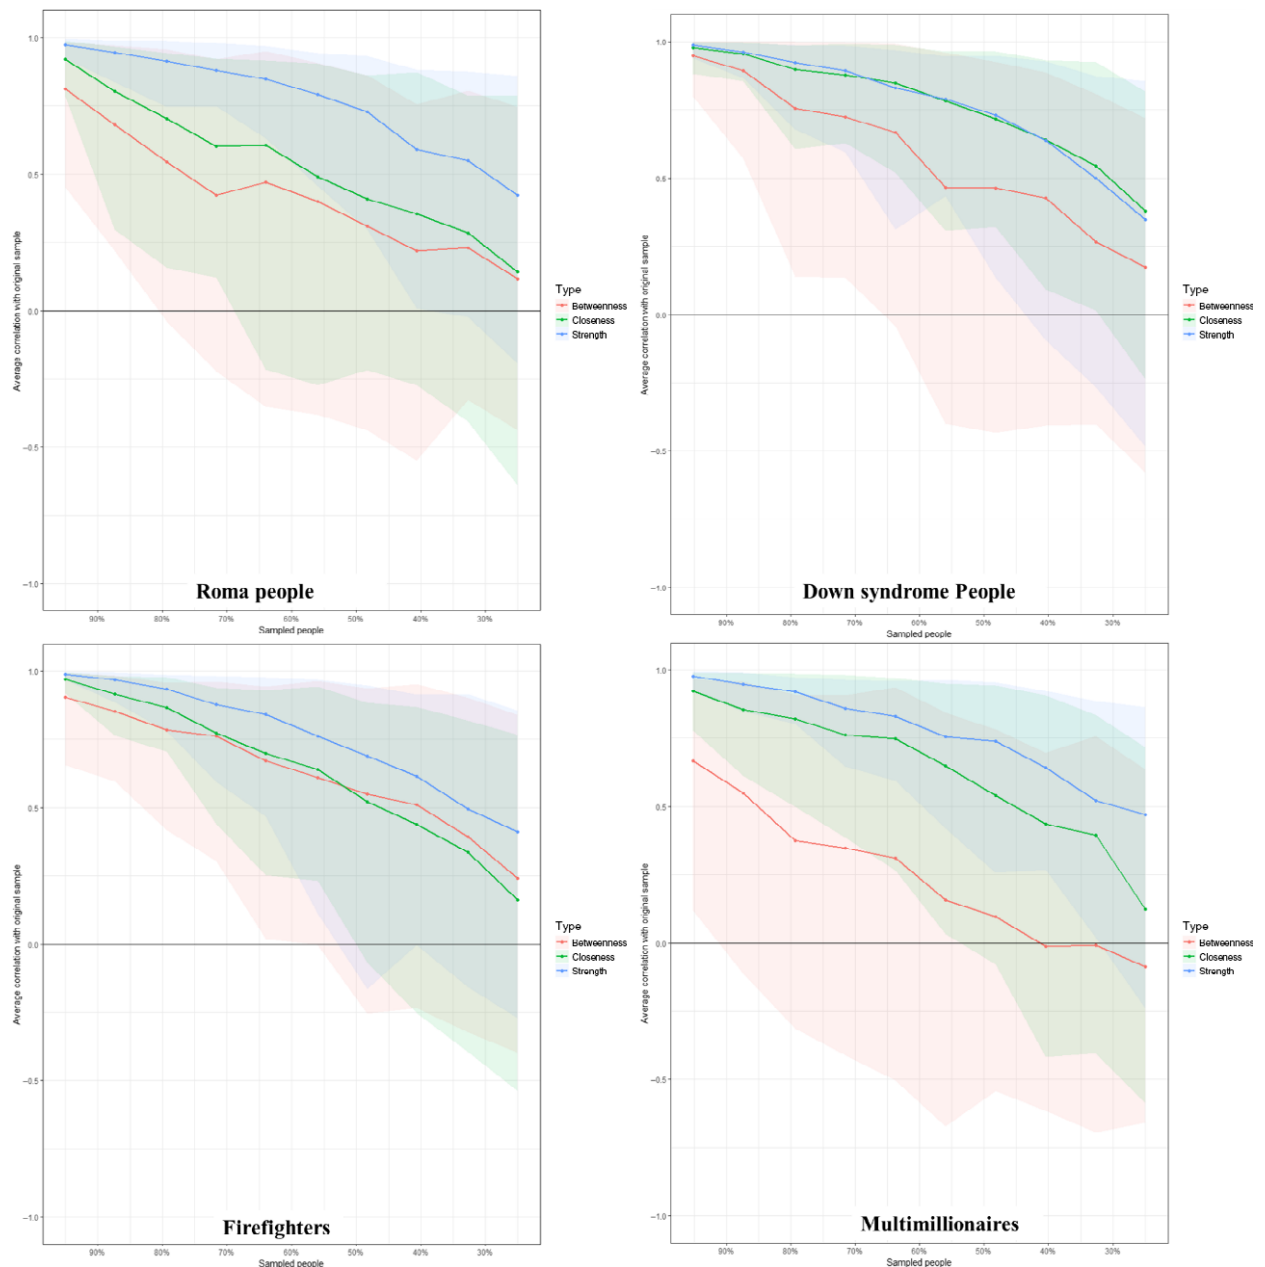 Average correlation with original sample
1.0
0.5
0.0
−0.5
−1.0
Roma people
90% 80% 70% 60% 50% 40% 30%
Sampled people
Type
Betweenness
Closeness
Strength
Average correlation with original sample
1.0
0.5
0.0
−0.5
−1.0
Down syndrome People
90% 80% 70% 60% 50% 40% 30%
Sampled people
Type
Betweenness
Closeness
Strength
Average correlation with original sample
1.0
0.5
0.0
−0.5
−1.0
Firefighters
90% 80% 70% 60% 50% 40% 30%
Sampled people
Type
Betweenness
Closeness
Strength
Average correlation with original sample
1.0
0.5
0.0
−0.5
−1.0
Multimillionaires
90% 80% 70% 60% 50% 40% 30%
Sampled people
Type
Betweenness
Closeness
Strength